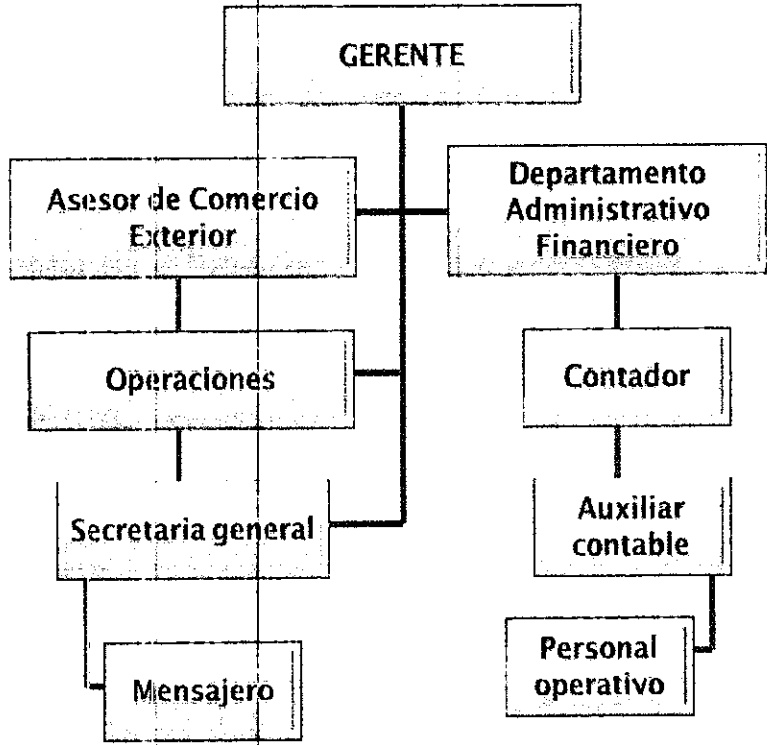 GERENTE
Asesor de Comercio
Exterior
Departamento
Administrativo
Financiero
Operaciones
Contador
Secretaria general
Auxiliar
contable
Mensajero
Personal
operativo